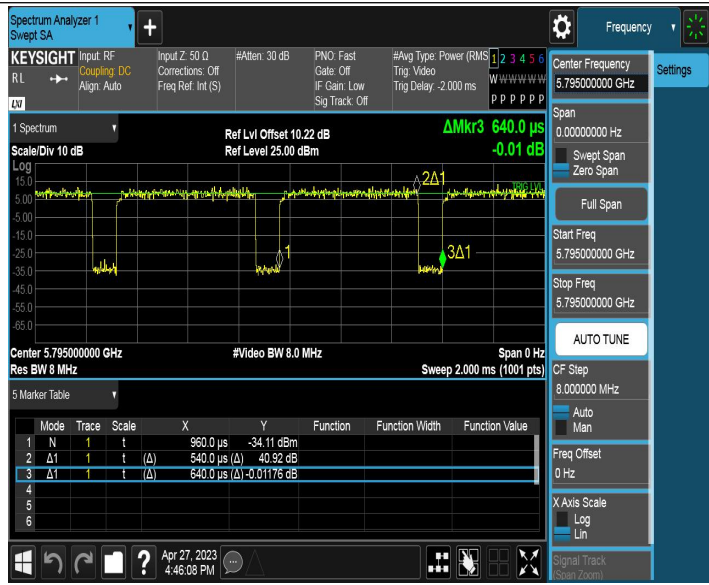 Spectrum Analyzer 1
Swept SA
Frequency
KEYSIGHT Input: RF Input Z: 50 Ω #Atten: 30 dB PNO: Fast #Avg Type: Power (RMS 1 2 3 4 5 6
RL Coupling: DC Corrections: Off Gate: Off Trig: Video W W W W W W
Align: Auto Freq Ref: Int (S) IF Gain: Low Trig Delay: -2.000 ms
LXI Sig Track: Off P P P P P P
1 Spectrum
Scale/Div 10 dB
Ref Lvl Offset 10.22 dB
Ref Level 25.00 dBm
ΔMkr3 640.0 µs
-0.01 dB
Log
15.0
5.00
-5.00
-15.0
-25.0
-35.0
-45.0
-55.0
-65.0
2Δ1
TRIG LVL
1
3Δ1
Center 5.795000000 GHz #Video BW 8.0 MHz Span 0 Hz
Res BW 8 MHz Sweep 2.000 ms (1001 pts)
5 Marker Table
Mode Trace Scale X Y Function Function Width Function Value
1 N 1 t 960.0 µs -34.11 dBm
2 Δ1 1 t (Δ) 540.0 µs (Δ) 40.92 dB
3 Δ1 1 t (Δ) 640.0 µs (Δ) -0.01176 dB
4
5
6
Apr 27, 2023
4:46:08 PM
Center Frequency
5.795000000 GHz
Settings
Span
0.00000000 Hz
Swept Span
Zero Span
Full Span
Start Freq
5.795000000 GHz
Stop Freq
5.795000000 GHz
AUTO TUNE
CF Step
8.000000 MHz
Auto
Man
Freq Offset
0 Hz
X Axis Scale
Log
Lin
Signal Track
(Span Zoom)